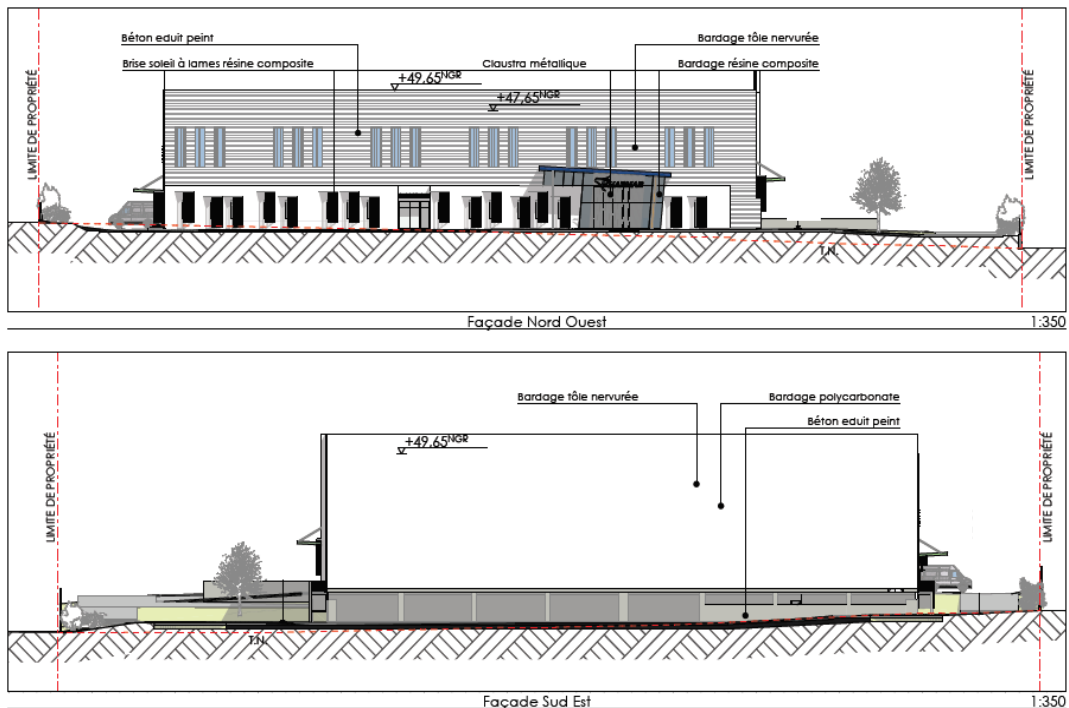 Béton eduit peint
Bardage tôle nervurée
Brise soleil à lames résine composite
Claustra métallique
Bardage résine composite
+49,65NGR
+47,65NGR
LIMITE DE PROPRIÉTÉ
LIMITE DE PROPRIÉTÉ
T.N.
Façade Nord Ouest
1:350
Bardage tôle nervurée
Bardage polycarbonate
Béton eduit peint
+49,65NGR
LIMITE DE PROPRIÉTÉ
LIMITE DE PROPRIÉTÉ
T.N.
Façade Sud Est
1:350